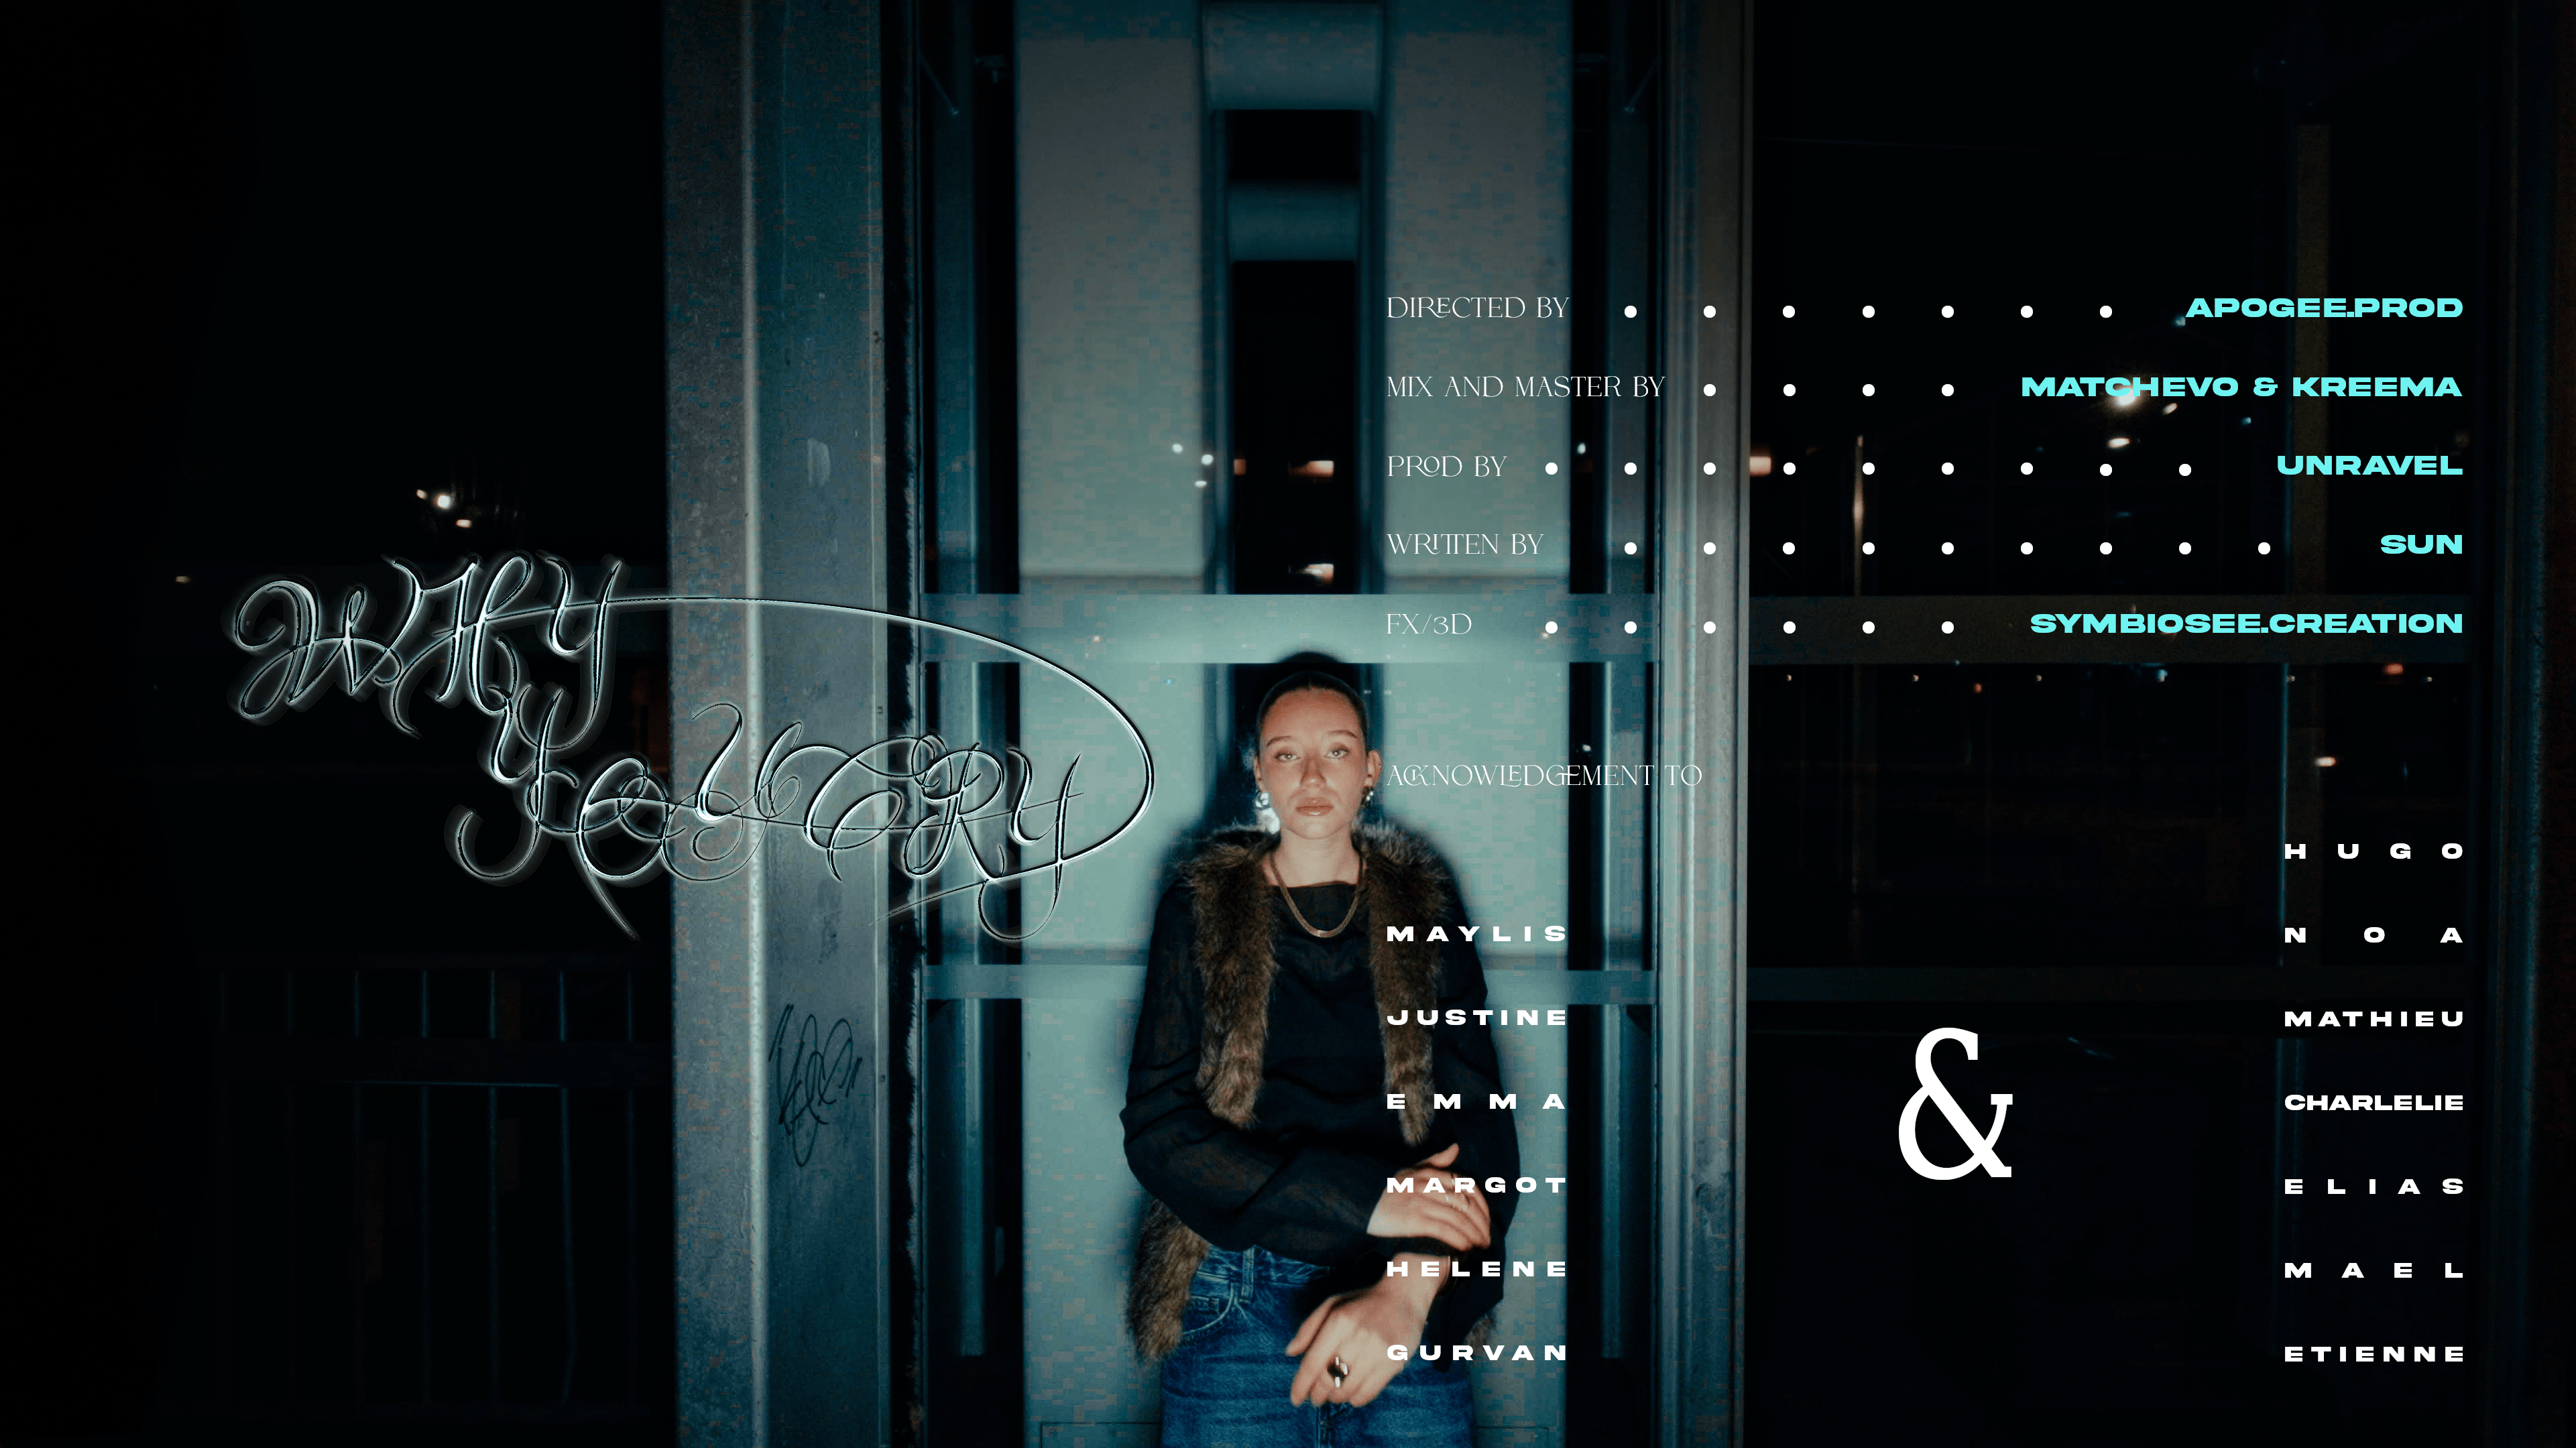 WHY
YOU CRY
DIRECTED BY • • • • • • • APOGEE.PROD
MIX AND MASTER BY • • • • MATCHEVO & KREEMA
PROD BY • • • • • • • • • UNRAVEL
WRITTEN BY • • • • • • • • • SUN
FX/3D • • • • • • SYMBIOSEE.CREATION
ACKNOWLEDGEMENT TO
MAYLIS
JUSTINE
EMMA
MARGOT
HELENE
GURVAN
&
HUGO
NOA
MATHIEU
CHARLELIE
ELIAS
MAEL
ETIENNE